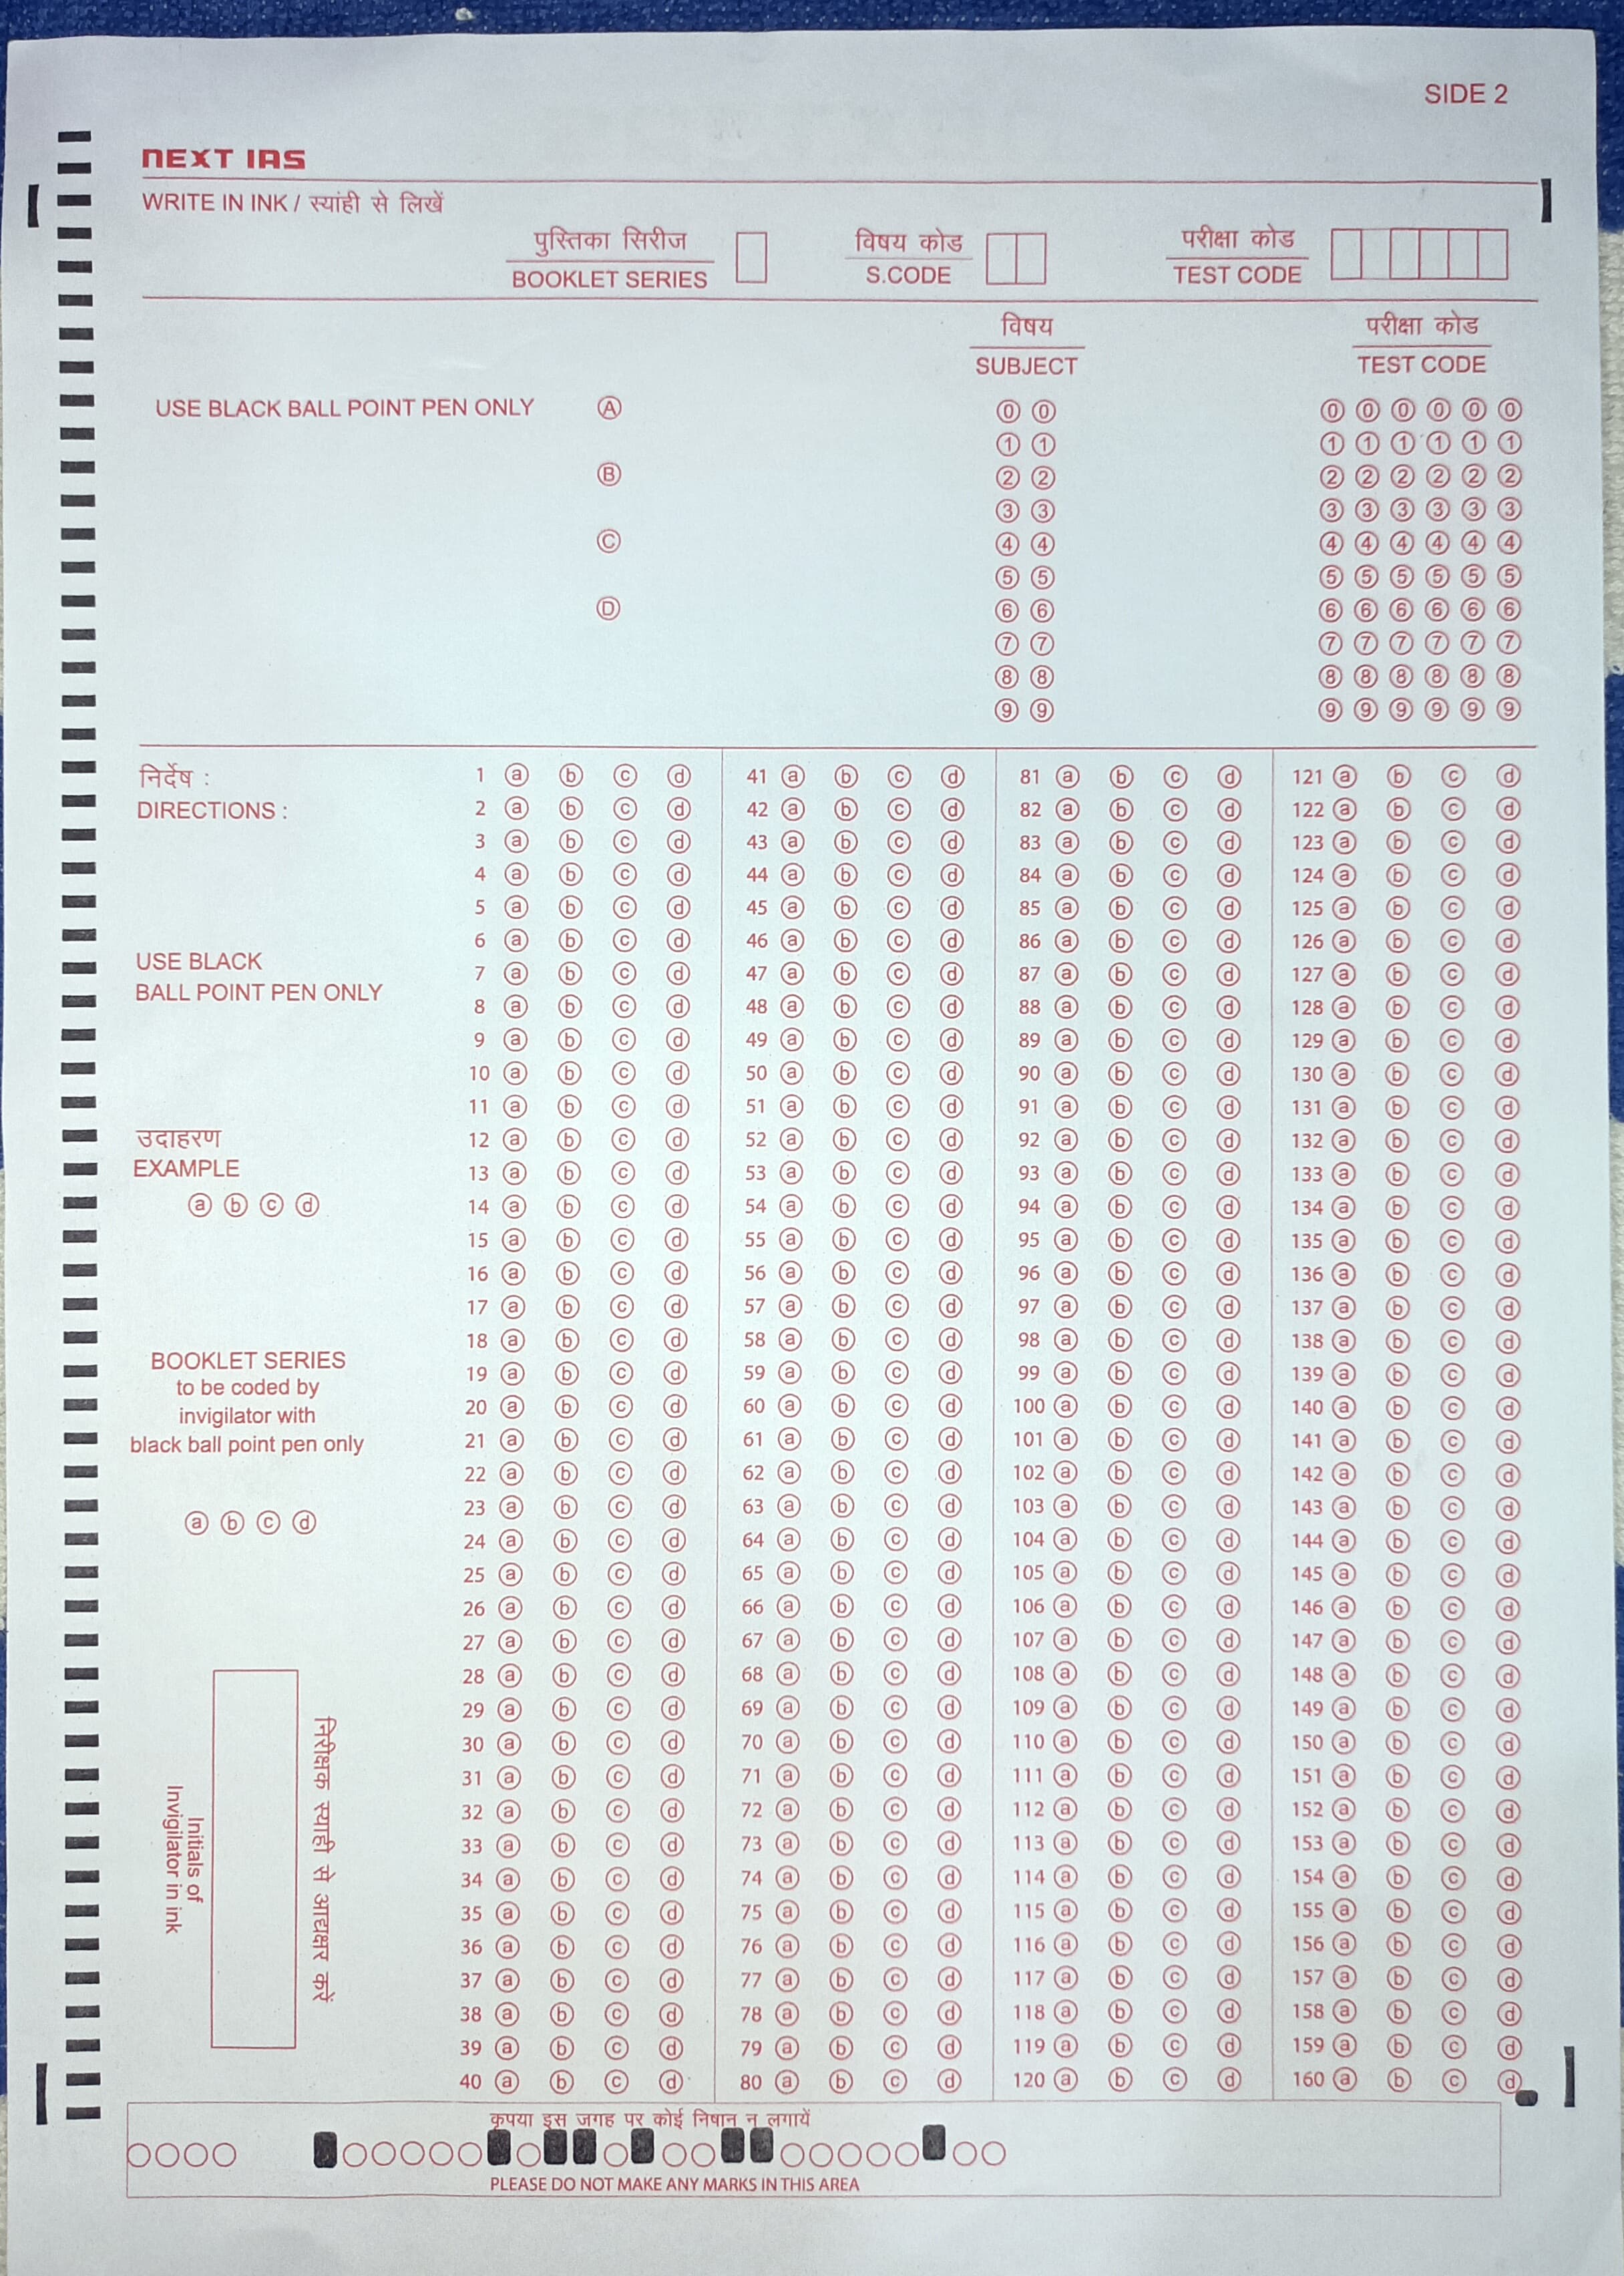 SIDE 2
NEXT IAS
WRITE IN INK / स्यांही से लिखें
पुस्तिका सिरीज
BOOKLET SERIES
विषय कोड
S.CODE
परीक्षा कोड
TEST CODE
विषय
SUBJECT
परीक्षा कोड
TEST CODE
USE BLACK BALL POINT PEN ONLY A
B
C
D
0 0 0 0 0 0 0 0
1 1 1 1 1 1 1 1
2 2 2 2 2 2 2 2
3 3 3 3 3 3 3 3
4 4 4 4 4 4 4 4
5 5 5 5 5 5 5 5
6 6 6 6 6 6 6 6
7 7 7 7 7 7 7 7
8 8 8 8 8 8 8 8
9 9 9 9 9 9 9 9
निर्देष :
DIRECTIONS :
USE BLACK
BALL POINT PEN ONLY
उदाहरण
EXAMPLE
a b c d
BOOKLET SERIES
to be coded by
invigilator with
black ball point pen only
a b c d
Initials of
Invigilator in ink
निरीक्षक स्याही से आद्यक्षर करें
1 a b c d 41 a b c d 81 a b c d 121 a b c d
2 a b c d 42 a b c d 82 a b c d 122 a b c d
3 a b c d 43 a b c d 83 a b c d 123 a b c d
4 a b c d 44 a b c d 84 a b c d 124 a b c d
5 a b c d 45 a b c d 85 a b c d 125 a b c d
6 a b c d 46 a b c d 86 a b c d 126 a b c d
7 a b c d 47 a b c d 87 a b c d 127 a b c d
8 a b c d 48 a b c d 88 a b c d 128 a b c d
9 a b c d 49 a b c d 89 a b c d 129 a b c d
10 a b c d 50 a b c d 90 a b c d 130 a b c d
11 a b c d 51 a b c d 91 a b c d 131 a b c d
12 a b c d 52 a b c d 92 a b c d 132 a b c d
13 a b c d 53 a b c d 93 a b c d 133 a b c d
14 a b c d 54 a b c d 94 a b c d 134 a b c d
15 a b c d 55 a b c d 95 a b c d 135 a b c d
16 a b c d 56 a b c d 96 a b c d 136 a b c d
17 a b c d 57 a b c d 97 a b c d 137 a b c d
18 a b c d 58 a b c d 98 a b c d 138 a b c d
19 a b c d 59 a b c d 99 a b c d 139 a b c d
20 a b c d 60 a b c d 100 a b c d 140 a b c d
21 a b c d 61 a b c d 101 a b c d 141 a b c d
22 a b c d 62 a b c d 102 a b c d 142 a b c d
23 a b c d 63 a b c d 103 a b c d 143 a b c d
24 a b c d 64 a b c d 104 a b c d 144 a b c d
25 a b c d 65 a b c d 105 a b c d 145 a b c d
26 a b c d 66 a b c d 106 a b c d 146 a b c d
27 a b c d 67 a b c d 107 a b c d 147 a b c d
28 a b c d 68 a b c d 108 a b c d 148 a b c d
29 a b c d 69 a b c d 109 a b c d 149 a b c d
30 a b c d 70 a b c d 110 a b c d 150 a b c d
31 a b c d 71 a b c d 111 a b c d 151 a b c d
32 a b c d 72 a b c d 112 a b c d 152 a b c d
33 a b c d 73 a b c d 113 a b c d 153 a b c d
34 a b c d 74 a b c d 114 a b c d 154 a b c d
35 a b c d 75 a b c d 115 a b c d 155 a b c d
36 a b c d 76 a b c d 116 a b c d 156 a b c d
37 a b c d 77 a b c d 117 a b c d 157 a b c d
38 a b c d 78 a b c d 118 a b c d 158 a b c d
39 a b c d 79 a b c d 119 a b c d 159 a b c d
40 a b c d 80 a b c d 120 a b c d 160 a b c d
कृपया इस जगह पर कोई निषान न लगायें
PLEASE DO NOT MAKE ANY MARKS IN THIS AREA